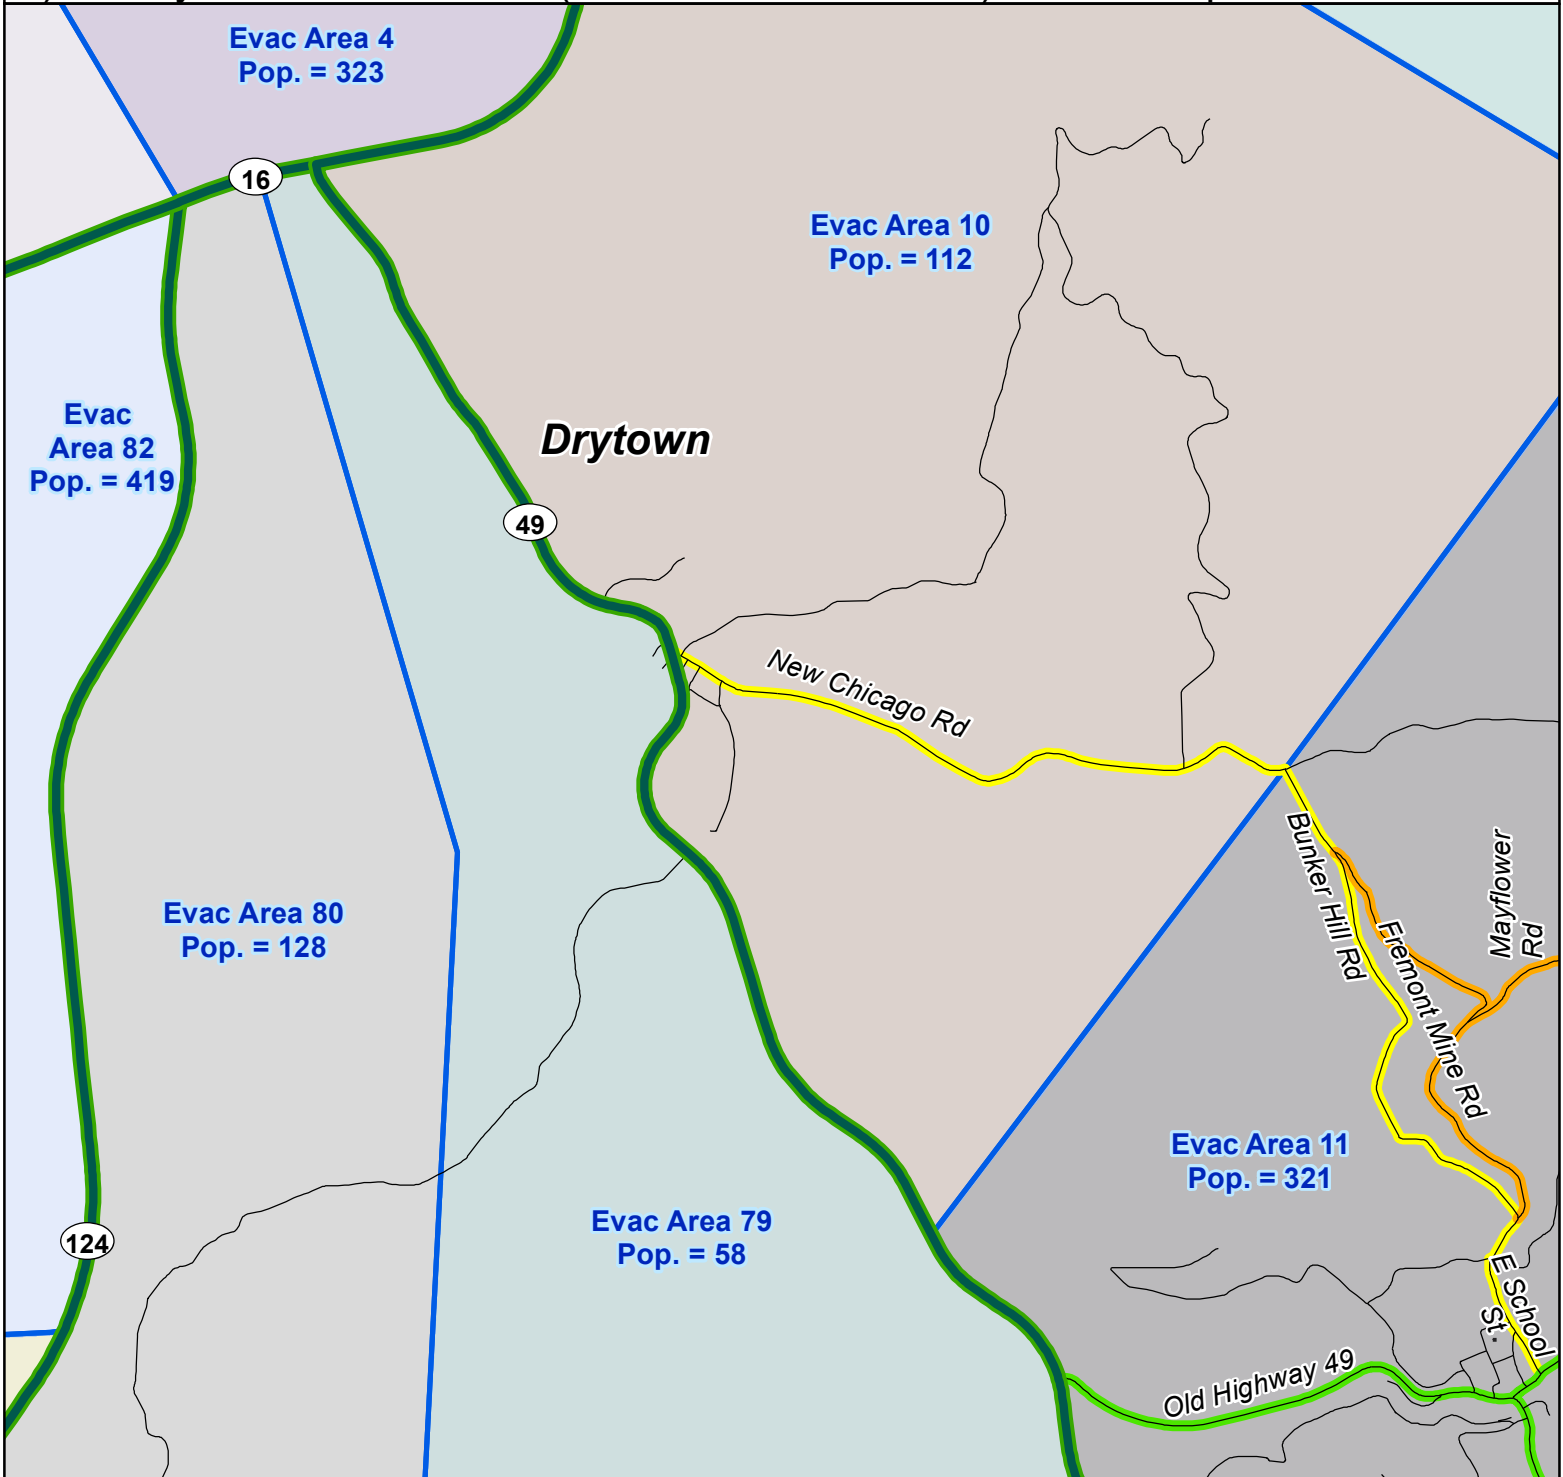 Evac Area 4
Pop. = 323
16
Evac Area 10
Pop. = 112
Evac
Area 82
Pop. = 419
Drytown
49
New Chicago Rd
Bunker Hill Rd
Mayflower
Rd
Fremont Mine Rd
Evac Area 80
Pop. = 128
Evac Area 11
Pop. = 321
124
Evac Area 79
Pop. = 58
E School
St.
Old Highway 49